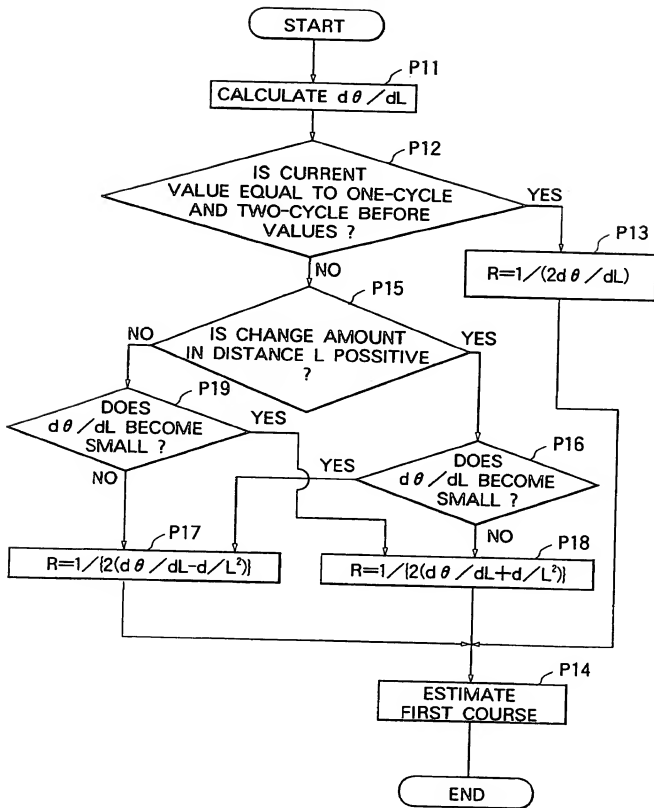 START
P11
CALCULATE dθ/dL
P12
IS CURRENT
VALUE EQUAL TO ONE-CYCLE
AND TWO-CYCLE BEFORE
VALUES ?
YES
NO
P13
R=1/(2dθ/dL)
P15
IS CHANGE AMOUNT
IN DISTANCE L POSSITIVE
?
NO
YES
P19
DOES
dθ/dL BECOME
SMALL ?
YES
NO
P16
DOES
dθ/dL BECOME
SMALL ?
YES
NO
P17
R=1/{2(dθ/dL-d/L²)}
P18
R=1/{2(dθ/dL+d/L²)}
P14
ESTIMATE
FIRST COURSE
END